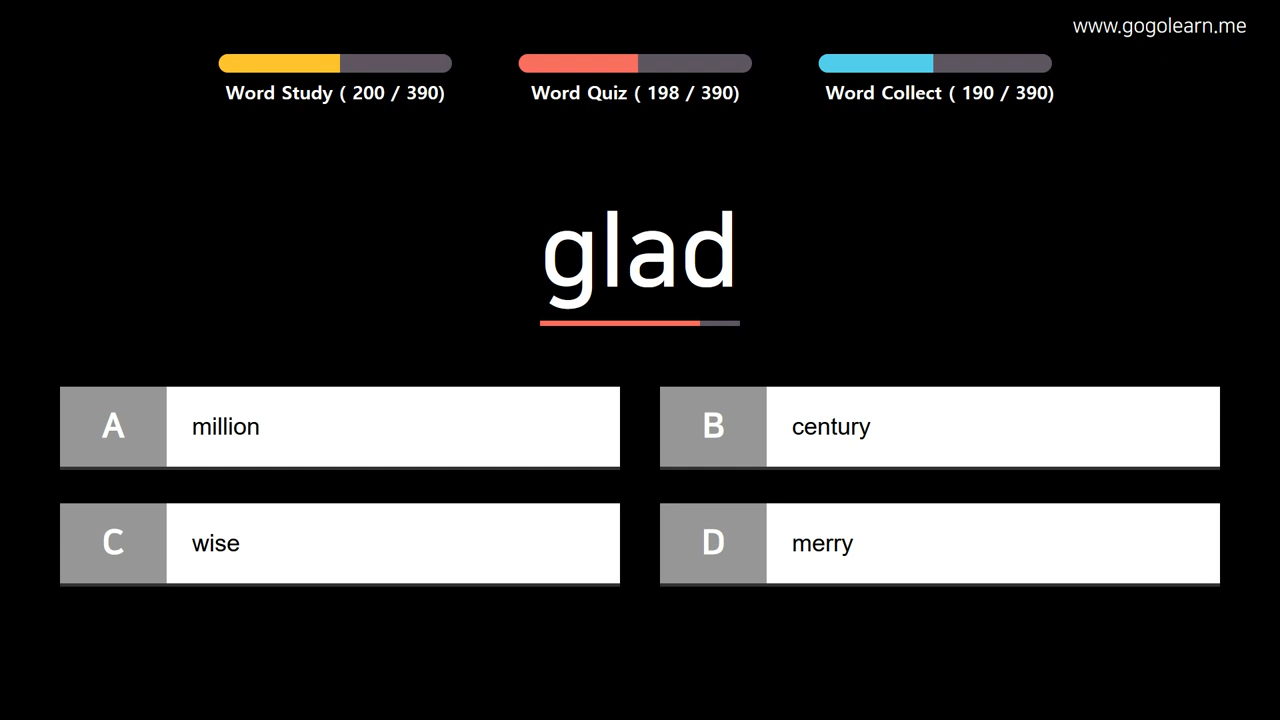 www.gogolearn.me
Word Study ( 200 / 390)
Word Quiz ( 198 / 390)
Word Collect ( 190 / 390)
glad
A million
B century
C wise
D merry